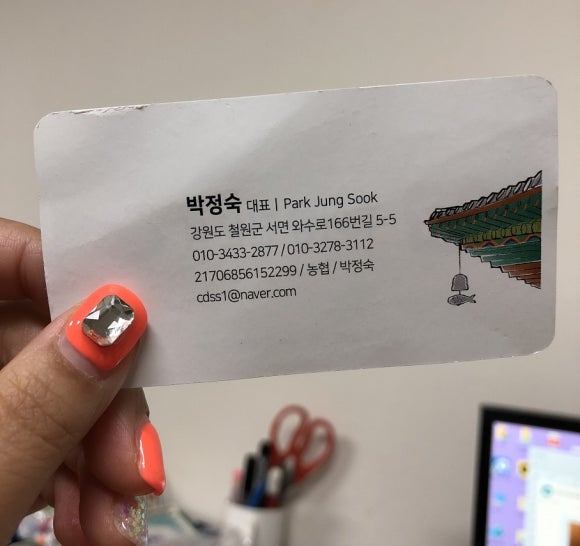 박정숙 대표 | Park Jung Sook
강원도 철원군 서면 와수로166번길 5-5
010-3433-2877 / 010-3278-3112
21706856152299 / 농협 / 박정숙
cdss1@naver.com